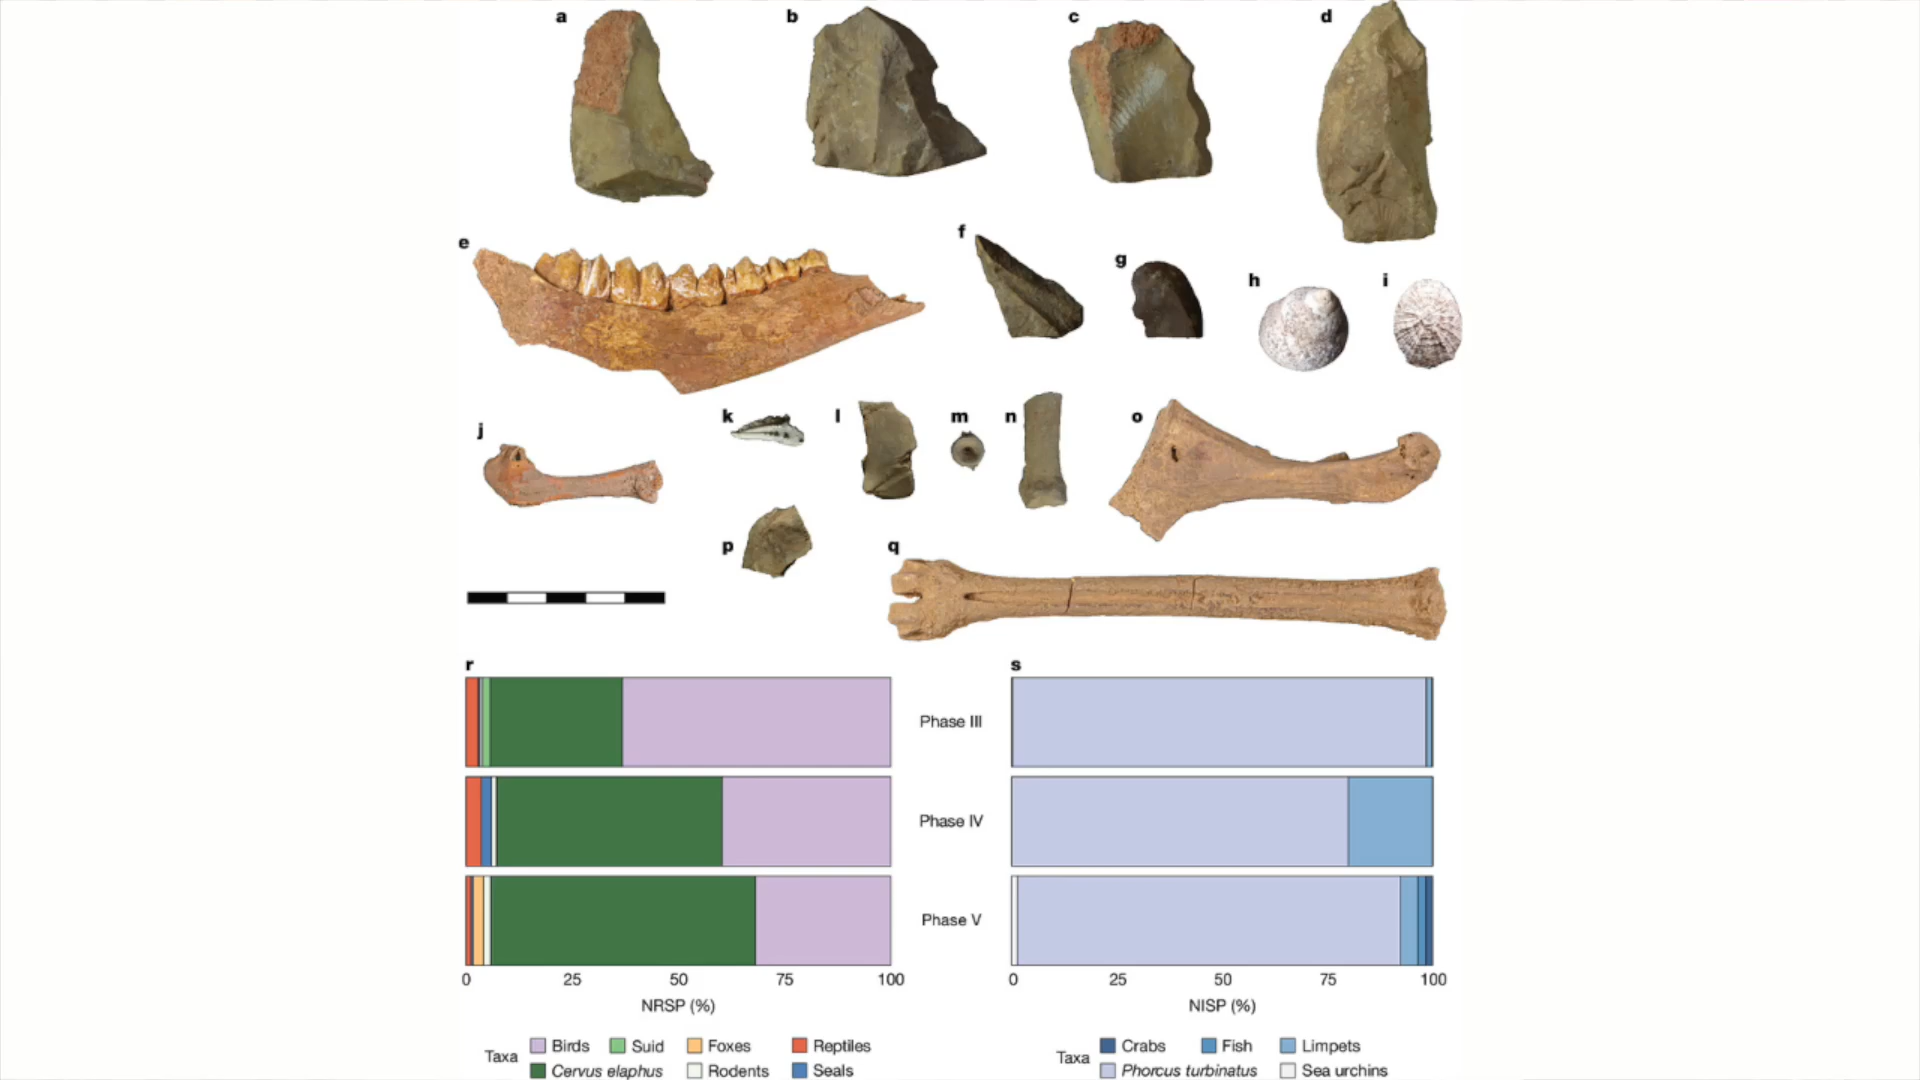 a b c d
e f g h i
j k l m n o
p q
r s
Phase III
Phase IV
Phase V
0 25 50 75 100 0 25 50 75 100
NRSP (%) NISP (%)
Taxa Birds Suid Foxes Reptiles
Cervus elaphus Rodents Seals
Taxa Crabs Fish Limpets
Phorcus turbinatus Sea urchins